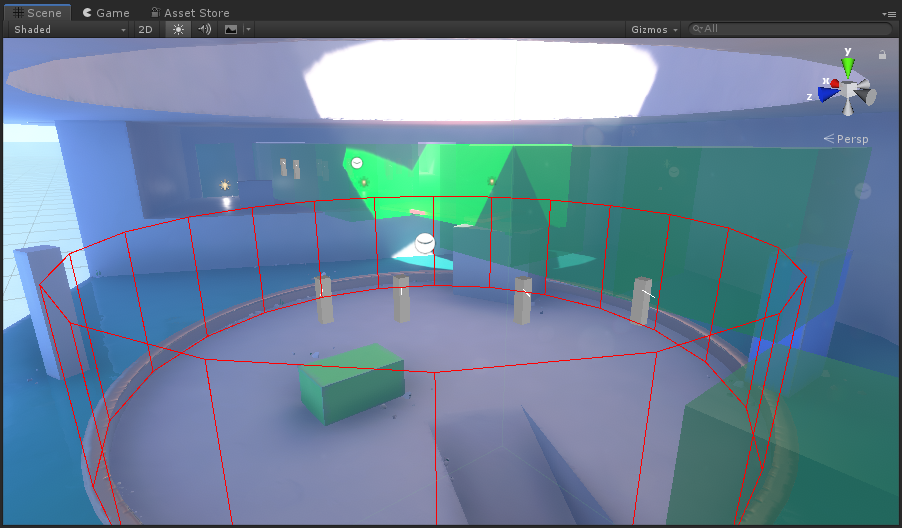 Scene Game Asset Store
Shaded 2D Gizmos All
y
x
z
Persp